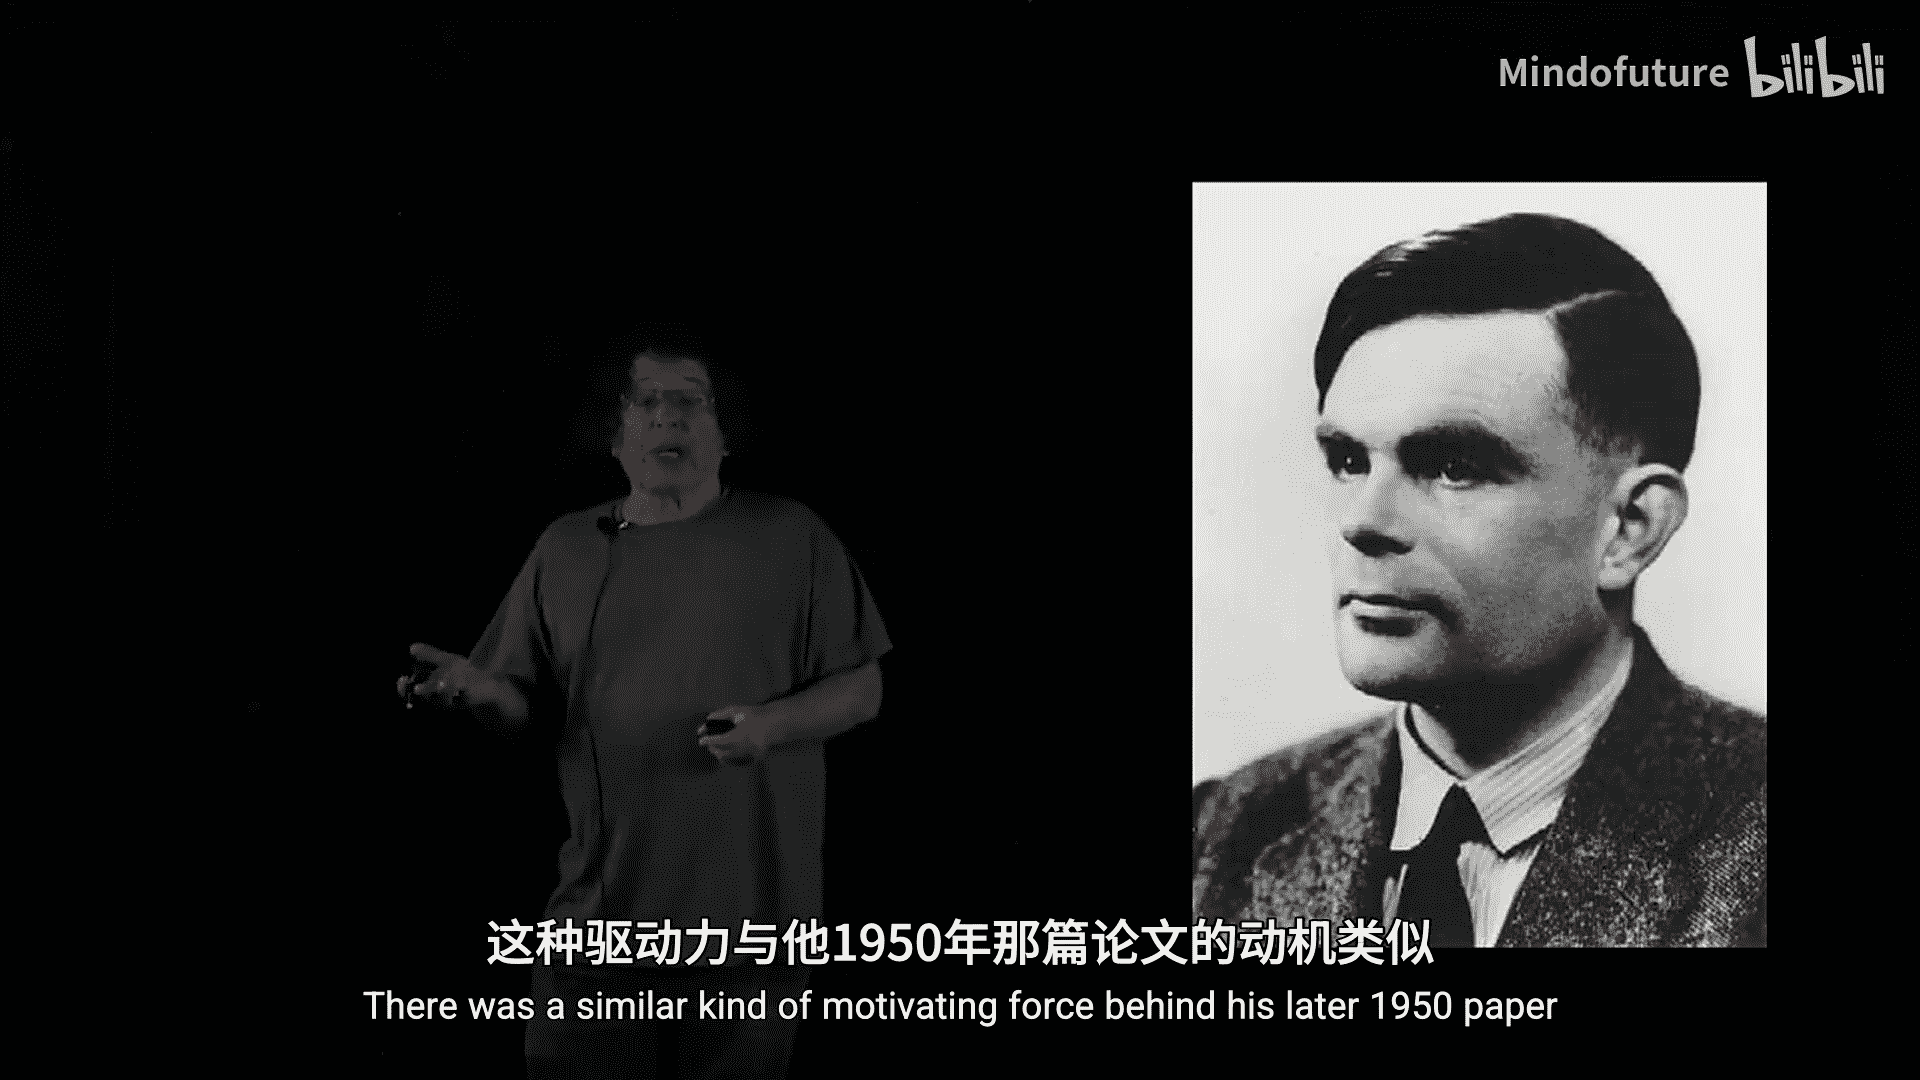 Mindofuture bilibili
这种驱动力与他1950年那篇论文的动机类似
There was a similar kind of motivating force behind his later 1950 paper